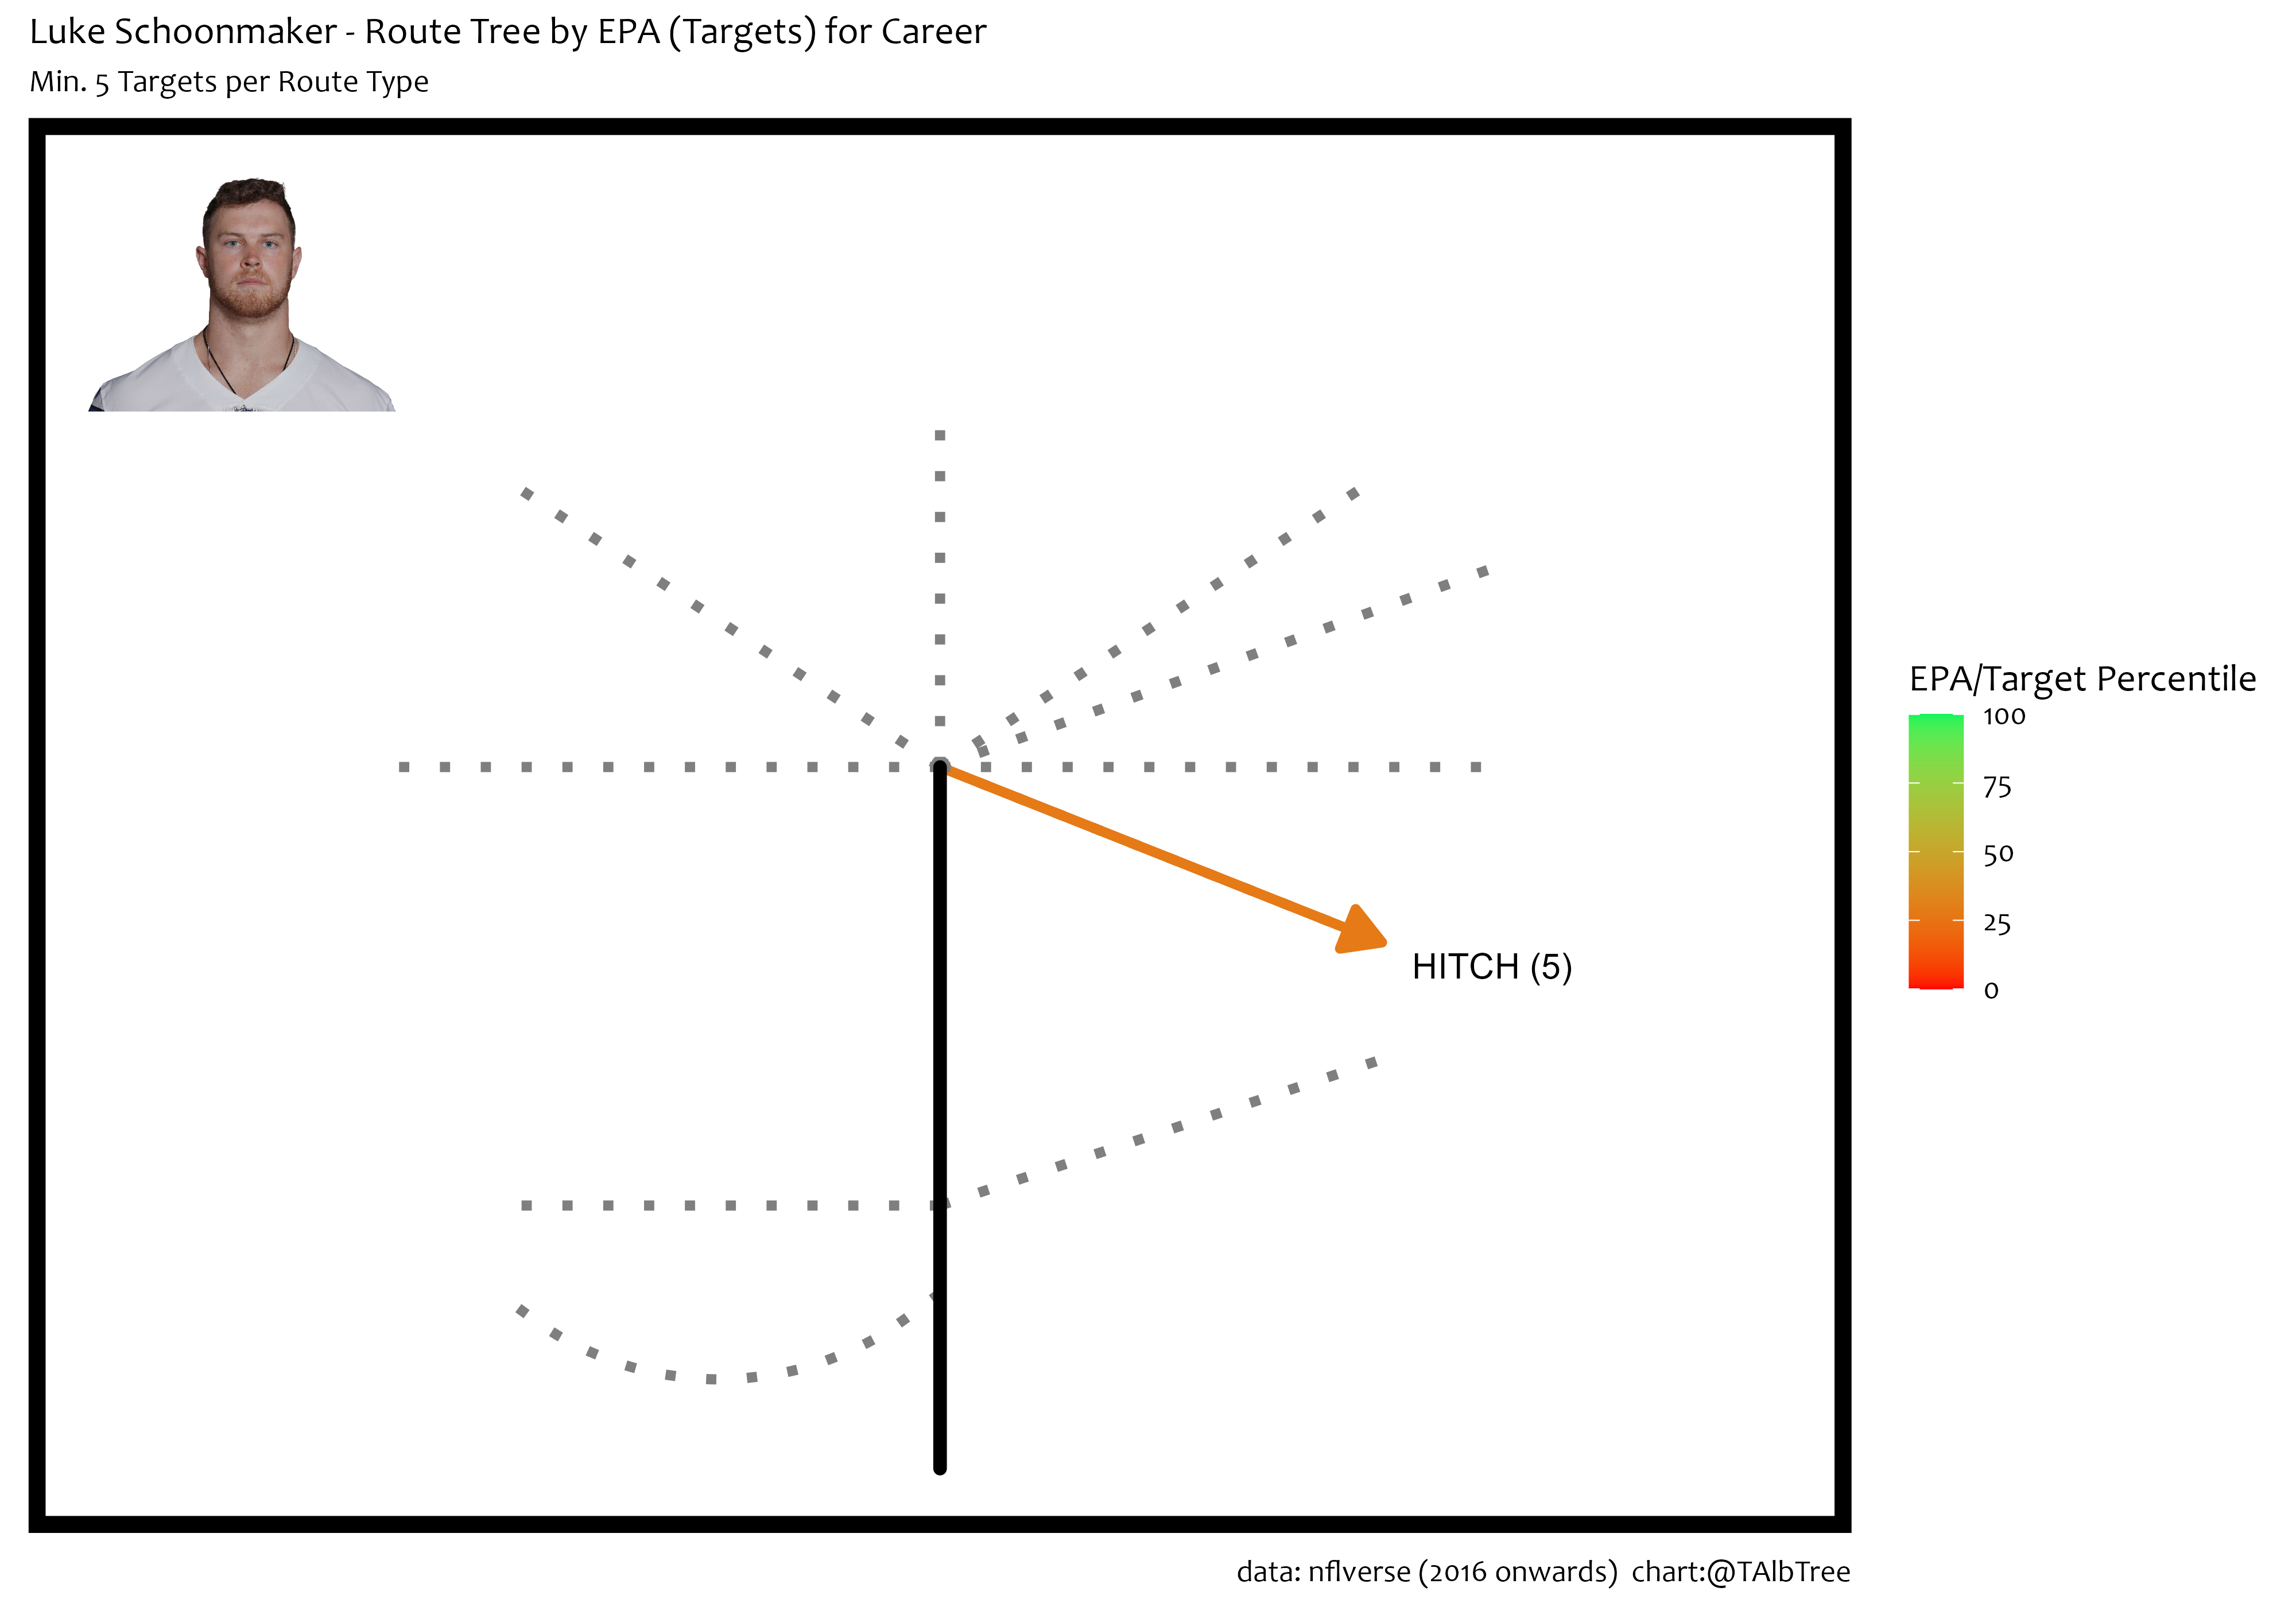 Luke Schoonmaker - Route Tree by EPA (Targets) for Career
Min. 5 Targets per Route Type
EPA/Target Percentile
100
75
50
25
0
HITCH (5)
data: nflverse (2016 onwards)  chart:@TAlbTree